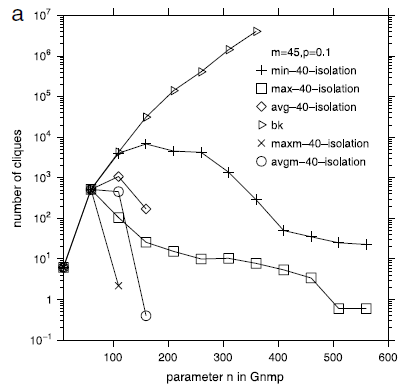 a
10^7
10^6
10^5
10^4
10^3
10^2
10^1
1
10^−1
number of cliques
m=45,p=0.1
min−40−isolation
max−40−isolation
avg−40−isolation
bk
maxm−40−isolation
avgm−40−isolation
100 200 300 400 500 600
parameter n in Gnmp